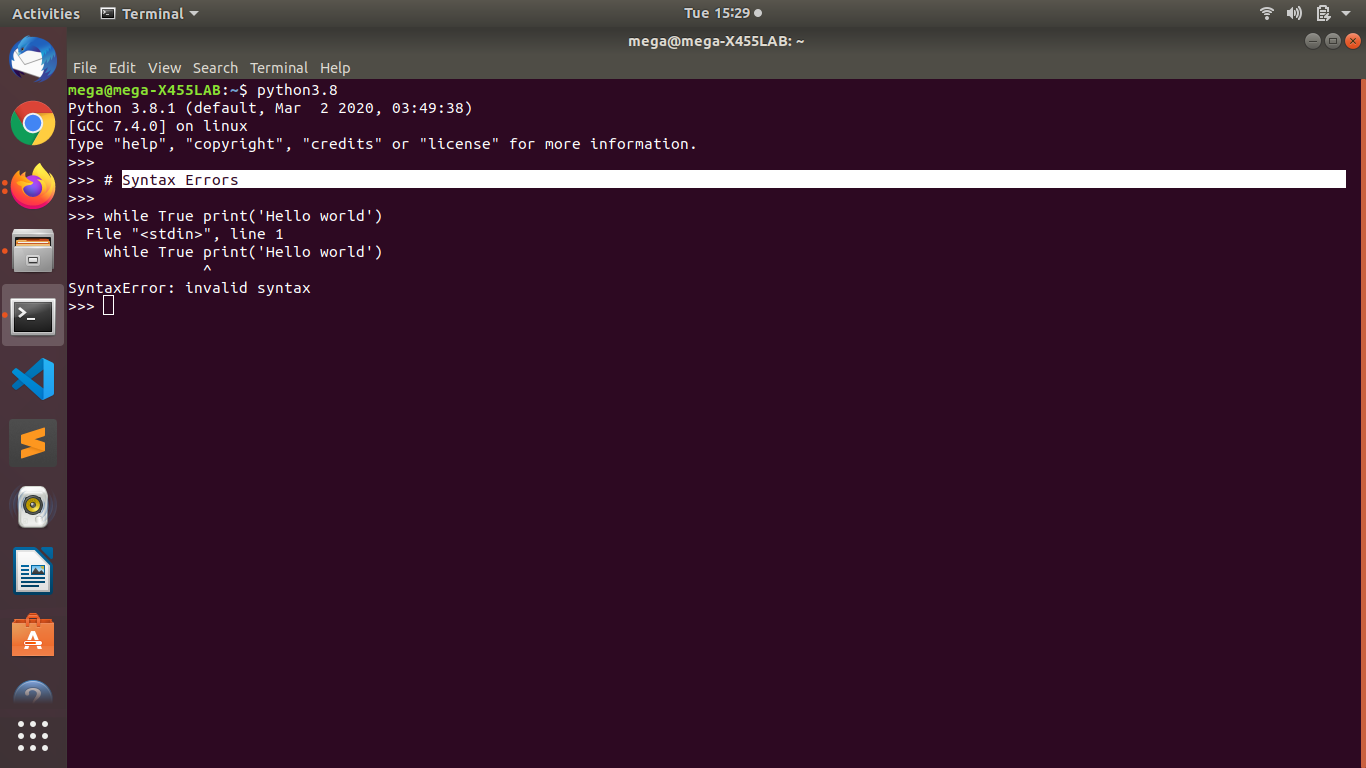 Activities Terminal Tue 15:29
mega@mega-X455LAB: ~
File Edit View Search Terminal Help
mega@mega-X455LAB:~$ python3.8
Python 3.8.1 (default, Mar  2 2020, 03:49:38)
[GCC 7.4.0] on linux
Type "help", "copyright", "credits" or "license" for more information.
>>>
>>> # Syntax Errors
>>>
>>> while True print('Hello world')
  File "<stdin>", line 1
    while True print('Hello world')
               ^
SyntaxError: invalid syntax
>>>